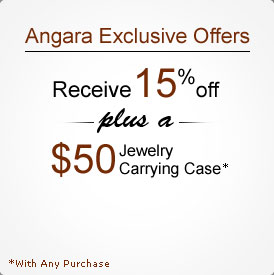 Angara Exclusive Offers
Receive 15% off
plus a
$50 Jewelry
Carrying Case*
*With Any Purchase